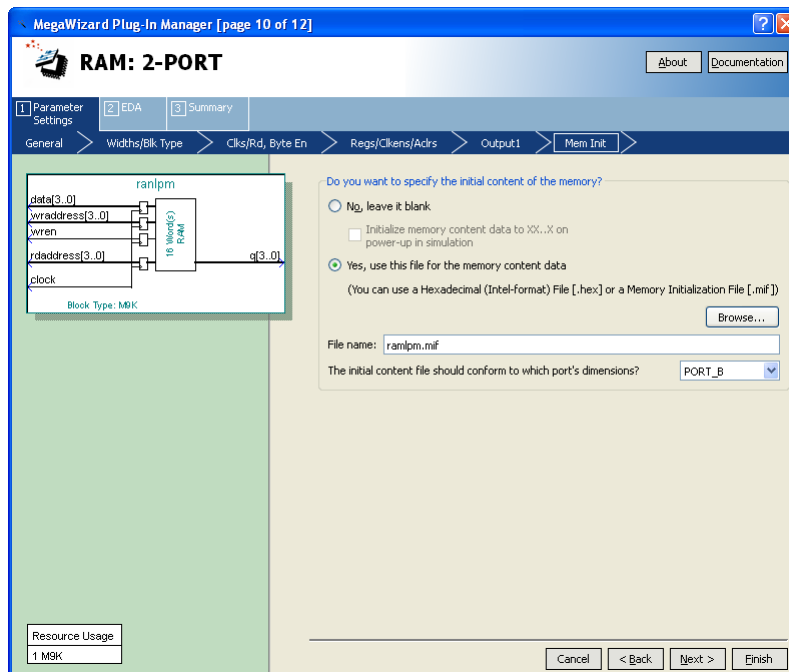 MegaWizard Plug-In Manager [page 10 of 12]
RAM: 2-PORT
About
Documentation
1 Parameter Settings
2 EDA
3 Summary
General
Widths/Blk Type
Clks/Rd, Byte En
Regs/Clkens/Aclrs
Output1
Mem Init
ranlpm
data[3..0]
wraddress[3..0]
wren
rdaddress[3..0]
clock
16 Word(s)
RAM
q[3..0]
Block Type: M9K
Do you want to specify the initial content of the memory?
No, leave it blank
Initialize memory content data to XX..X on
power-up in simulation
Yes, use this file for the memory content data
(You can use a Hexadecimal (Intel-format) File [.hex] or a Memory Initialization File [.mif])
Browse...
File name: ramlpm.mif
The initial content file should conform to which port's dimensions? PORT_B
Resource Usage
1 M9K
Cancel
< Back
Next >
Finish